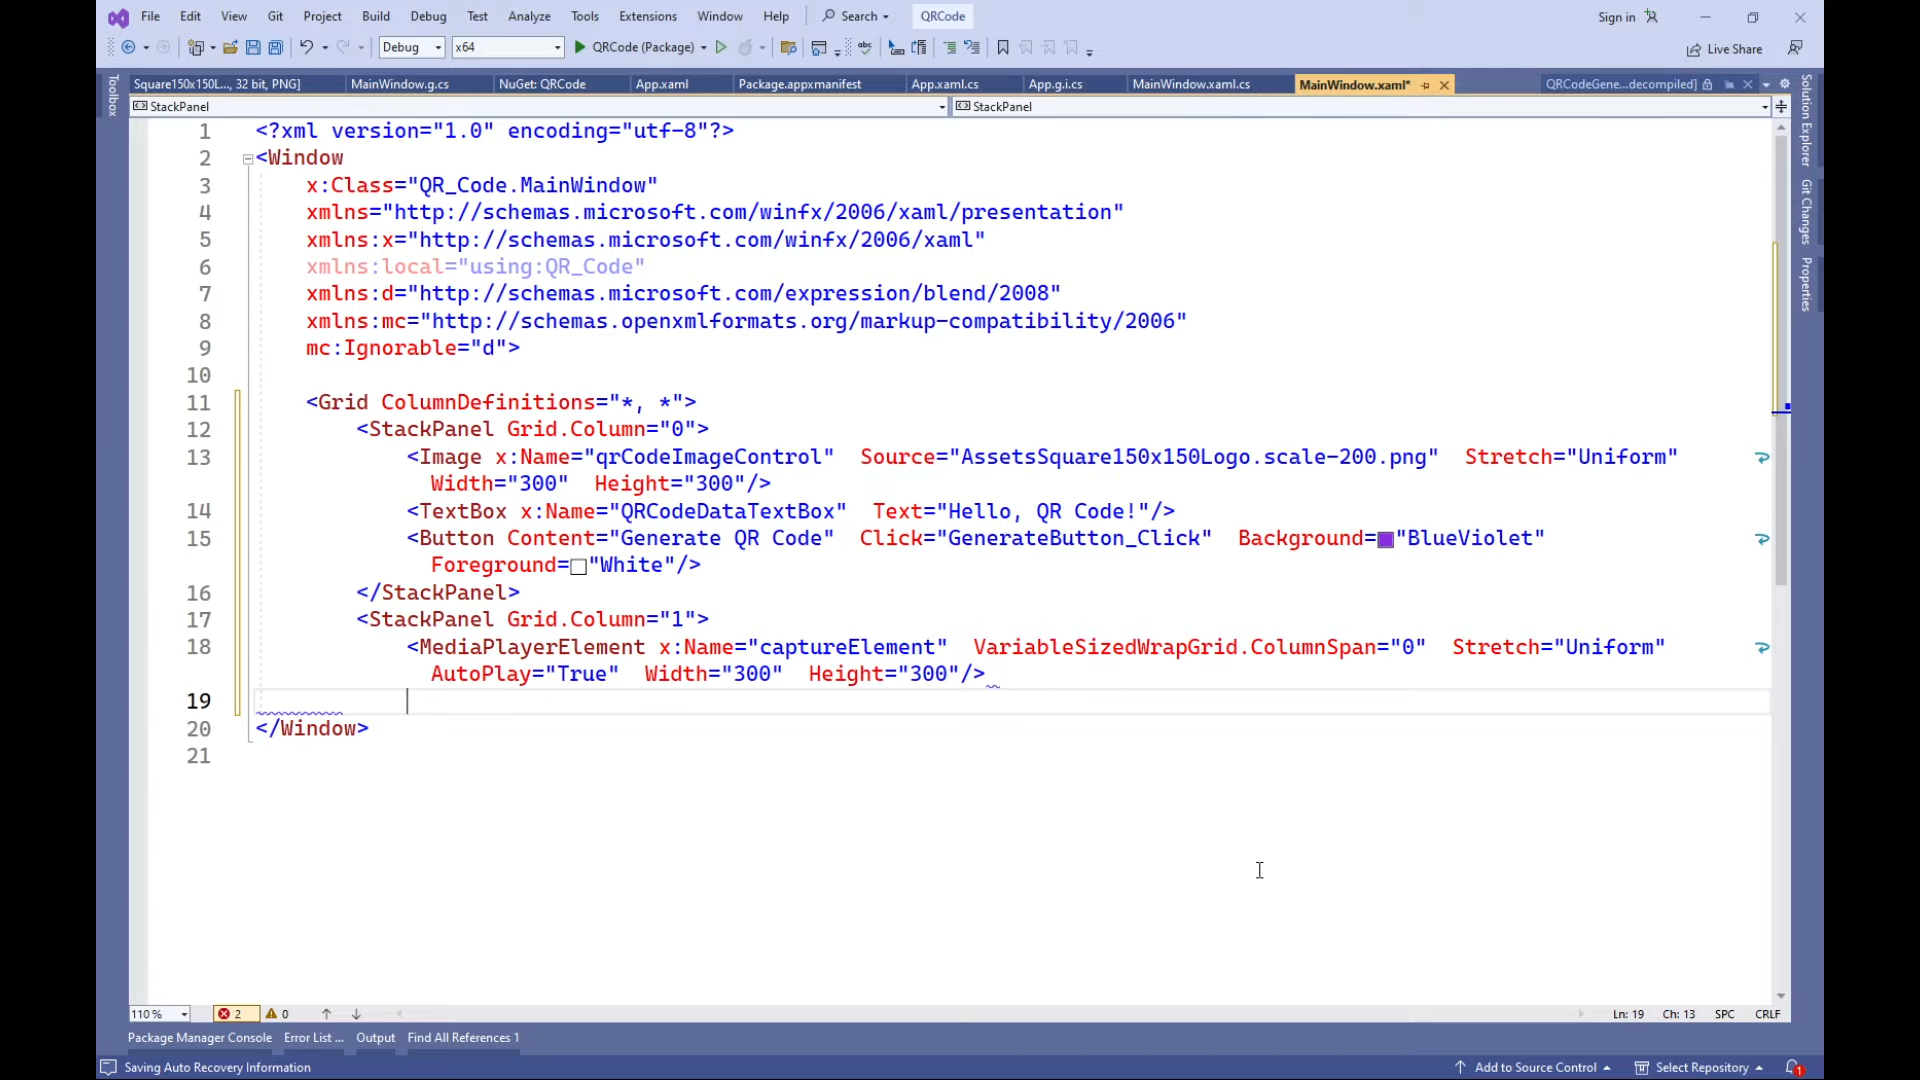 File Edit View Git Project Build Debug Test Analyze Tools Extensions Window Help Search QRCode Sign in
Debug x64 QRCode (Package) abc Live Share
Toolbox
Square150x150L..., 32 bit, PNG] MainWindow.g.cs NuGet: QRCode App.xaml Package.appxmanifest App.xaml.cs App.g.i.cs MainWindow.xaml.cs MainWindow.xaml* QRCodeGene...decompiled]
StackPanel StackPanel
Solution Explorer
Git Changes
Properties
1 <?xml version="1.0" encoding="utf-8"?>
2 <Window
3 x:Class="QR_Code.MainWindow"
4 xmlns="http://schemas.microsoft.com/winfx/2006/xaml/presentation"
5 xmlns:x="http://schemas.microsoft.com/winfx/2006/xaml"
6 xmlns:local="using:QR_Code"
7 xmlns:d="http://schemas.microsoft.com/expression/blend/2008"
8 xmlns:mc="http://schemas.openxmlformats.org/markup-compatibility/2006"
9 mc:Ignorable="d">
10
11 <Grid ColumnDefinitions="*, *">
12 <StackPanel Grid.Column="0">
13 <Image x:Name="qrCodeImageControl" Source="AssetsSquare150x150Logo.scale-200.png" Stretch="Uniform"
Width="300" Height="300"/>
14 <TextBox x:Name="QRCodeDataTextBox" Text="Hello, QR Code!"/>
15 <Button Content="Generate QR Code" Click="GenerateButton_Click" Background="BlueViolet"
Foreground="White"/>
16 </StackPanel>
17 <StackPanel Grid.Column="1">
18 <MediaPlayerElement x:Name="captureElement" VariableSizedWrapGrid.ColumnSpan="0" Stretch="Uniform"
AutoPlay="True" Width="300" Height="300"/>
19
20 </Window>
21
110 % 2 0 Ln: 19 Ch: 13 SPC CRLF
Package Manager Console Error List ... Output Find All References 1
Saving Auto Recovery Information Add to Source Control Select Repository 1